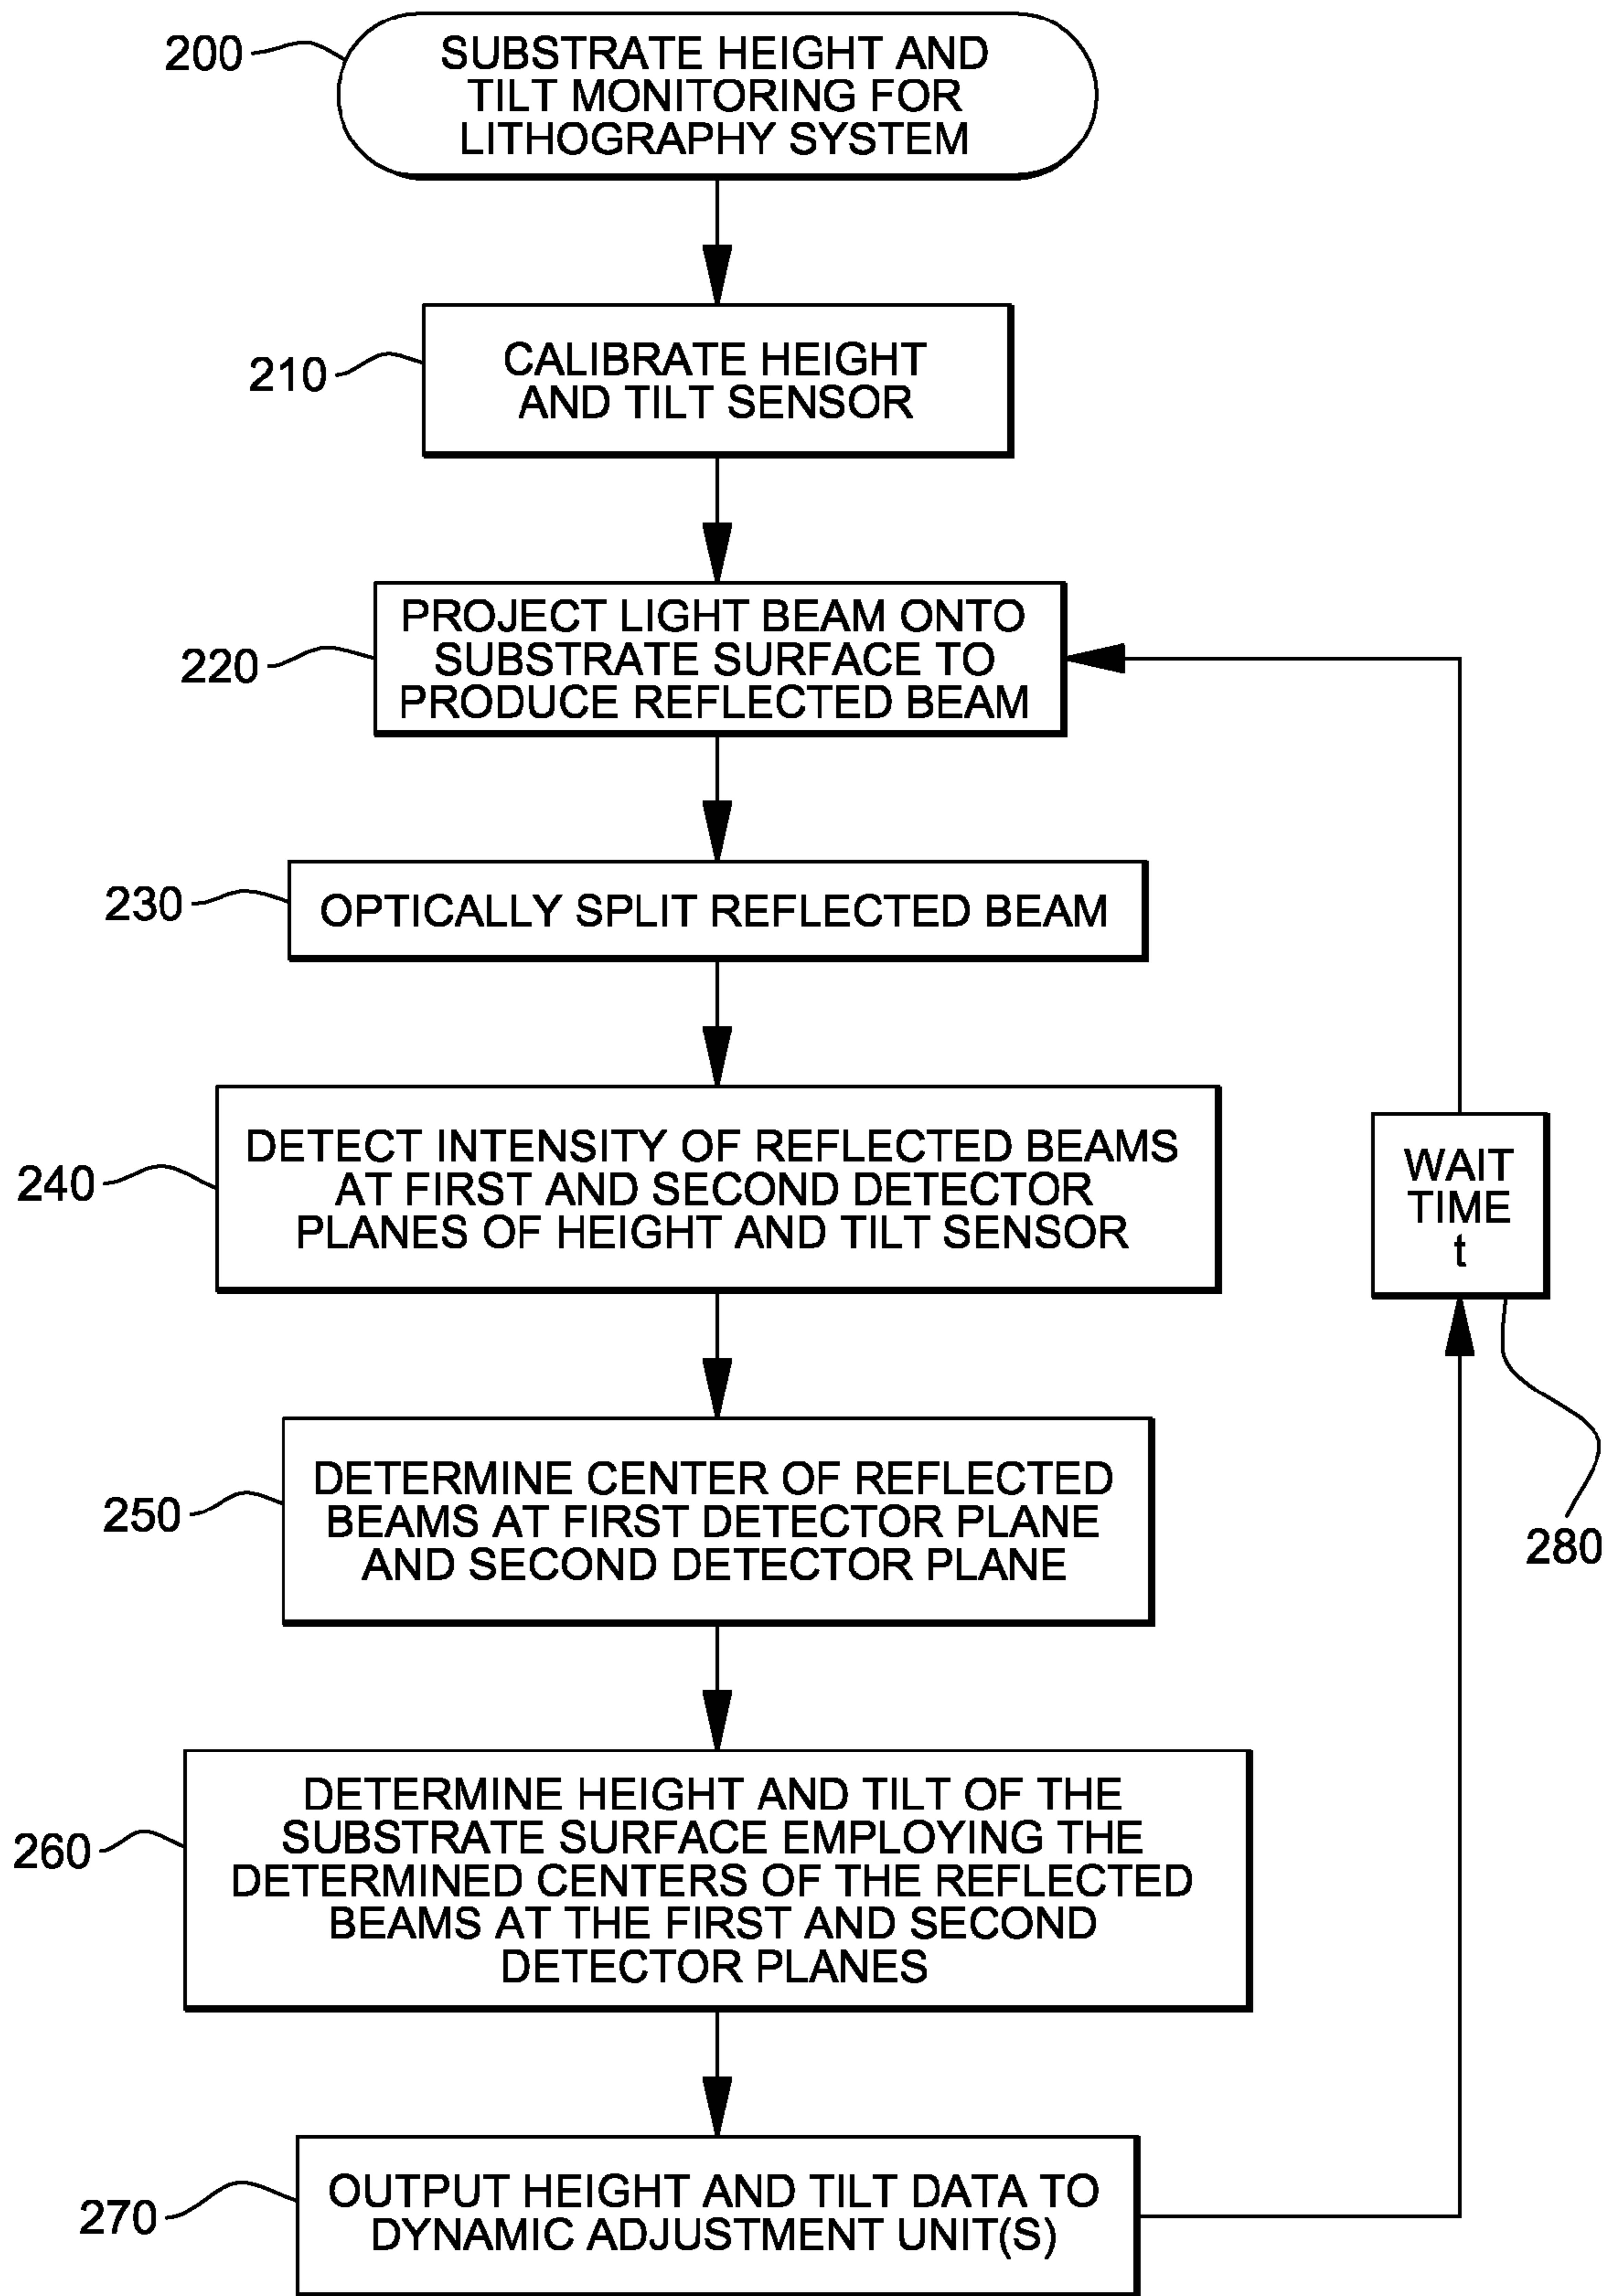 200
SUBSTRATE HEIGHT AND
TILT MONITORING FOR
LITHOGRAPHY SYSTEM
210
CALIBRATE HEIGHT
AND TILT SENSOR
220
PROJECT LIGHT BEAM ONTO
SUBSTRATE SURFACE TO
PRODUCE REFLECTED BEAM
230
OPTICALLY SPLIT REFLECTED BEAM
240
DETECT INTENSITY OF REFLECTED BEAMS
AT FIRST AND SECOND DETECTOR
PLANES OF HEIGHT AND TILT SENSOR
WAIT
TIME
t
280
250
DETERMINE CENTER OF REFLECTED
BEAMS AT FIRST DETECTOR PLANE
AND SECOND DETECTOR PLANE
260
DETERMINE HEIGHT AND TILT OF THE
SUBSTRATE SURFACE EMPLOYING THE
DETERMINED CENTERS OF THE REFLECTED
BEAMS AT THE FIRST AND SECOND
DETECTOR PLANES
270
OUTPUT HEIGHT AND TILT DATA TO
DYNAMIC ADJUSTMENT UNIT(S)